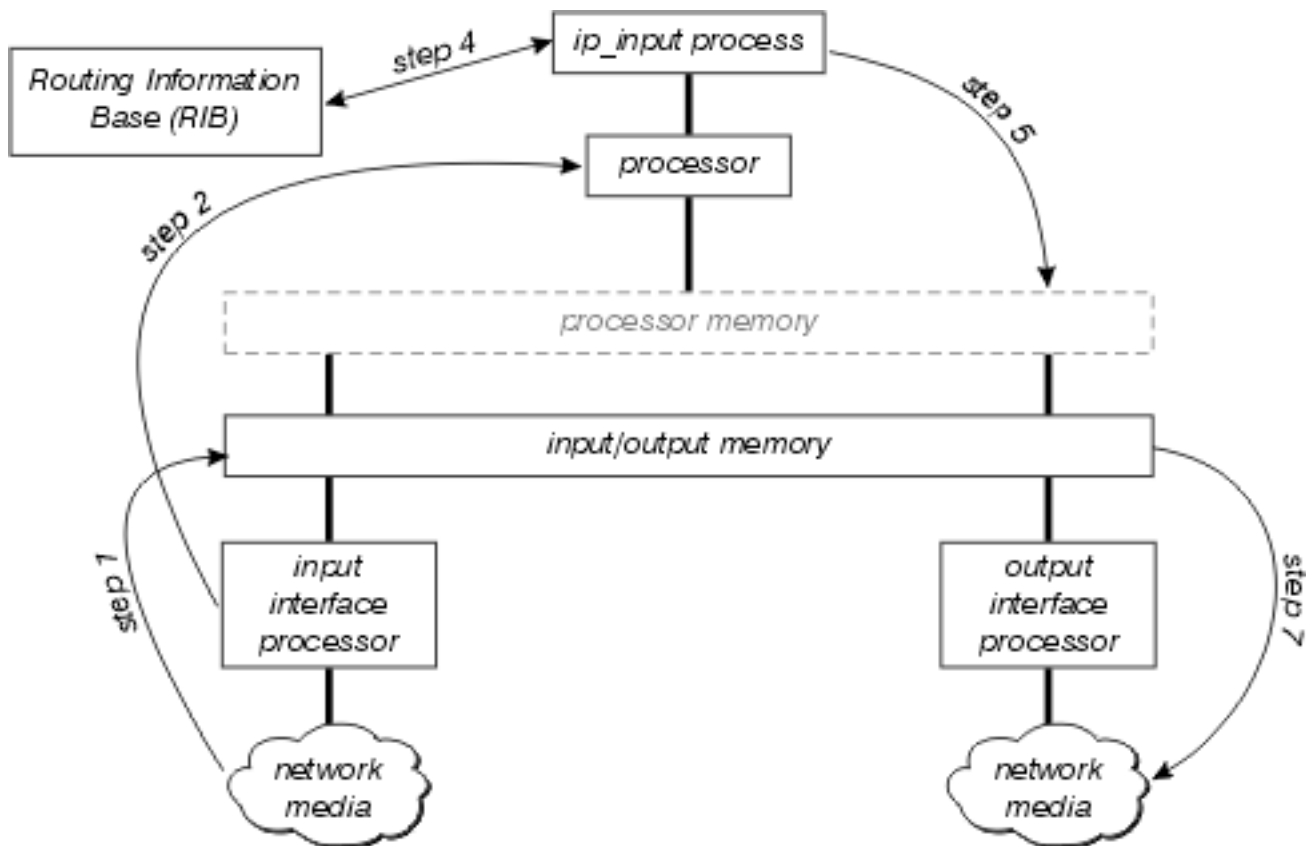 step 4
ip_input process
Routing Information
Base (RIB)
step 5
processor
step 2
processor memory
input/output memory
step 1
input
interface
processor
output
interface
processor
step 7
network
media
network
media